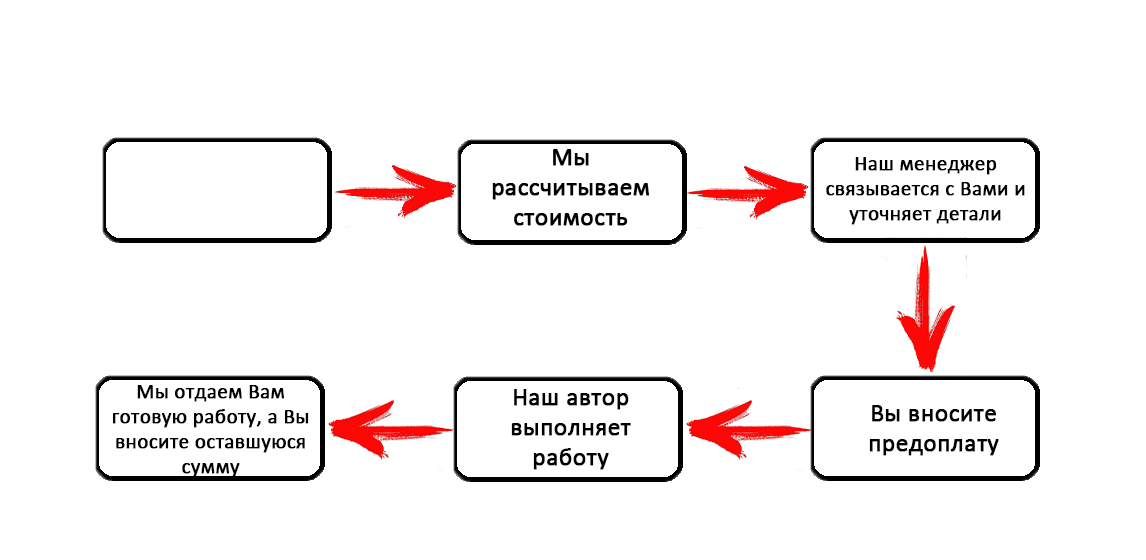 Мы
рассчитываем
стоимость
Наш менеджер
связывается с Вами и
уточняет детали
Вы вносите
предоплату
Наш автор
выполняет
работу
Мы отдаем Вам
готовую работу, а Вы
вносите оставшуюся
сумму